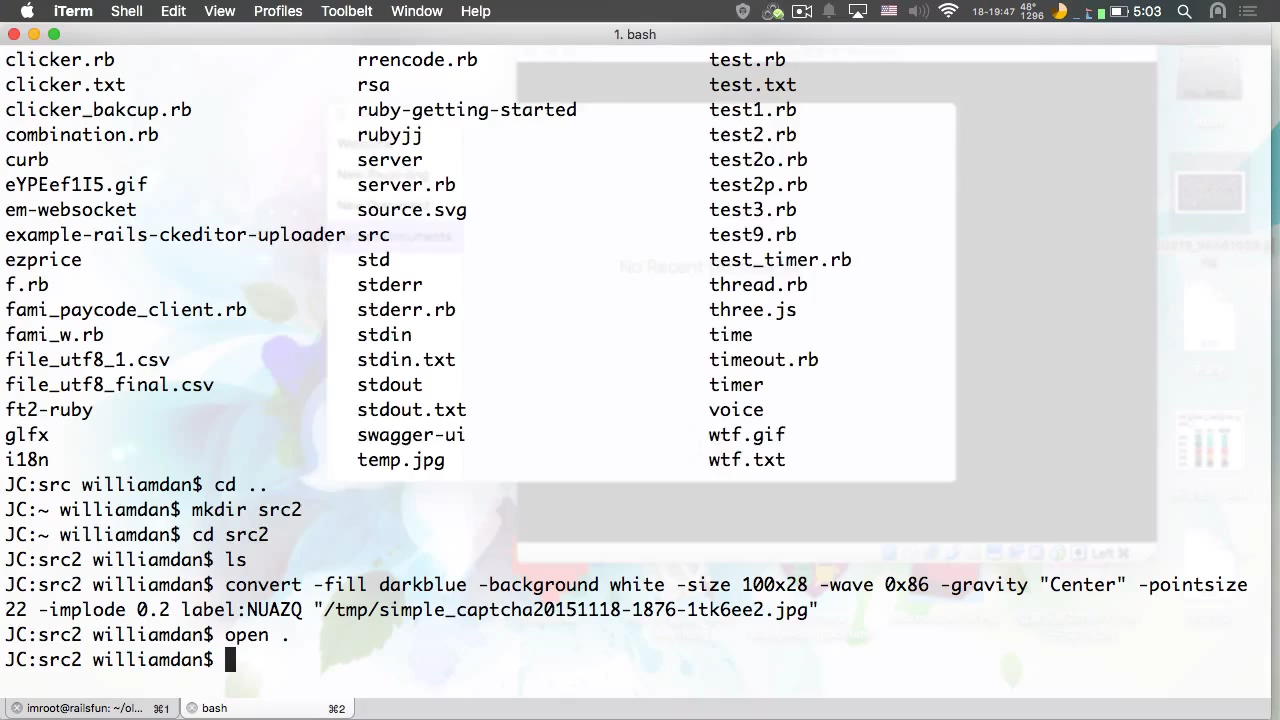 iTerm Shell Edit View Profiles Toolbelt Window Help 18-19:47 48° 1296 5:03
1. bash
clicker.rb rrencode.rb test.rb
clicker.txt rsa test.txt
clicker_bakcup.rb ruby-getting-started test1.rb
combination.rb rubyjj test2.rb
curb server test2o.rb
eYPEef1I5.gif server.rb test2p.rb
em-websocket source.svg test3.rb
example-rails-ckeditor-uploader src test9.rb
ezprice std test_timer.rb
f.rb stderr thread.rb
fami_paycode_client.rb stderr.rb three.js
fami_w.rb stdin time
file_utf8_1.csv stdin.txt timeout.rb
file_utf8_final.csv stdout timer
ft2-ruby stdout.txt voice
glfx swagger-ui wtf.gif
i18n temp.jpg wtf.txt
JC:src williamdan$ cd ..
JC:~ williamdan$ mkdir src2
JC:~ williamdan$ cd src2
JC:src2 williamdan$ ls
JC:src2 williamdan$ convert -fill darkblue -background white -size 100x28 -wave 0x86 -gravity "Center" -pointsize
22 -implode 0.2 label:NUAZQ "/tmp/simple_captcha20151118-1876-1tk6ee2.jpg"
JC:src2 williamdan$ open .
JC:src2 williamdan$
imroot@railsfun: ~/ol... ⌘1 bash ⌘2